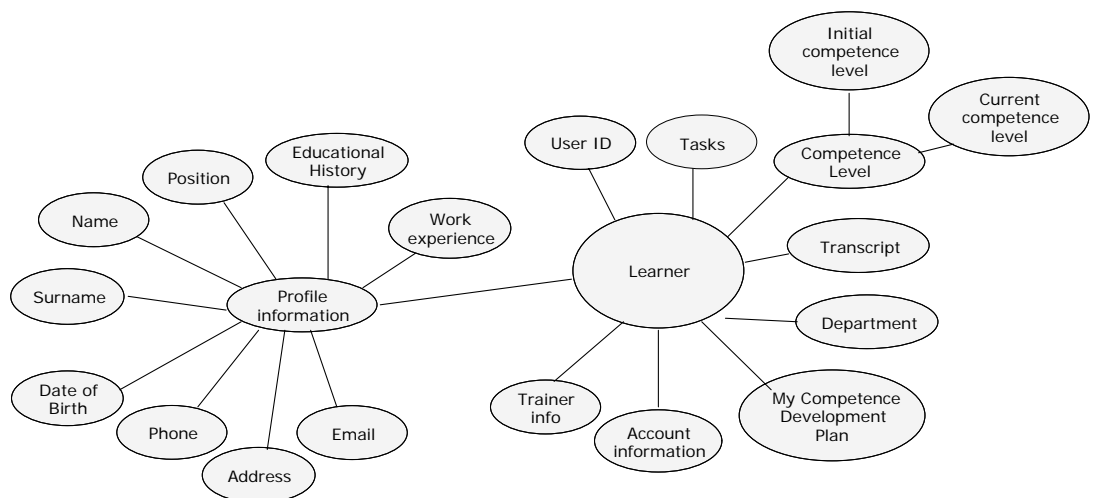 Initial
competence
level
Current
competence
level
User ID
Tasks
Competence
Level
Educational
History
Position
Name
Work
experience
Transcript
Learner
Surname
Profile
information
Department
Date of
Birth
Phone
Address
Email
Trainer
info
Account
information
My Competence
Development
Plan